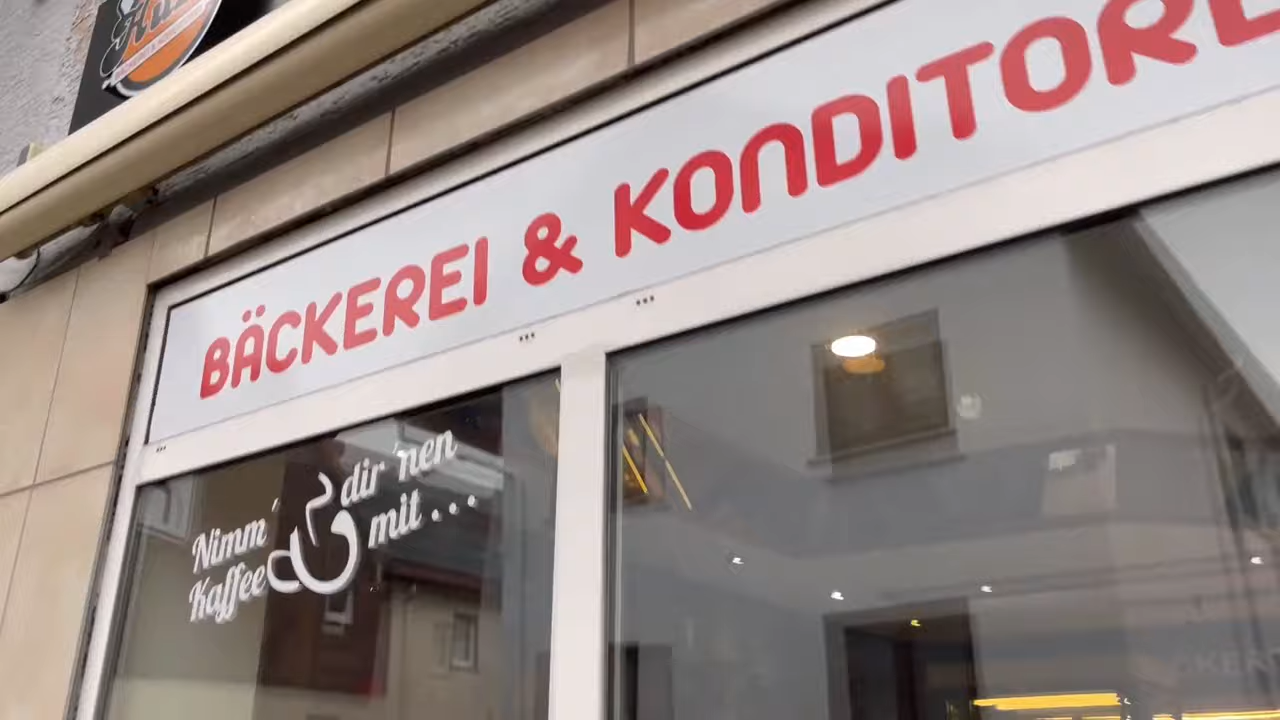 BÄCKEREI & KONDITORE
Nimm´ dir ´nen
Kaffee mit ...